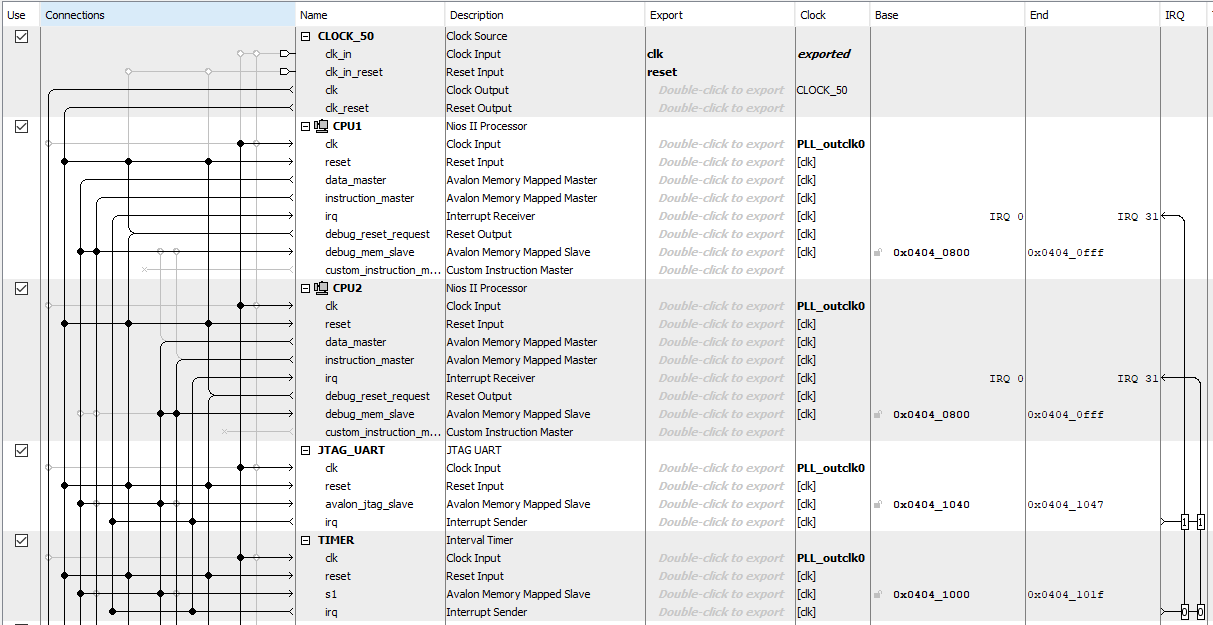 Use Connections Name Description Export Clock Base End IRQ
CLOCK_50 Clock Source
clk_in Clock Input clk exported
clk_in_reset Reset Input reset
clk Clock Output Double-click to export CLOCK_50
clk_reset Reset Output Double-click to export
CPU1 Nios II Processor
clk Clock Input Double-click to export PLL_outclk0
reset Reset Input Double-click to export [clk]
data_master Avalon Memory Mapped Master Double-click to export [clk]
instruction_master Avalon Memory Mapped Master Double-click to export [clk]
irq Interrupt Receiver Double-click to export [clk] IRQ 0 IRQ 31
debug_reset_request Reset Output Double-click to export [clk]
debug_mem_slave Avalon Memory Mapped Slave Double-click to export [clk] 0x0404_0800 0x0404_0fff
custom_instruction_m... Custom Instruction Master Double-click to export
CPU2 Nios II Processor
clk Clock Input Double-click to export PLL_outclk0
reset Reset Input Double-click to export [clk]
data_master Avalon Memory Mapped Master Double-click to export [clk]
instruction_master Avalon Memory Mapped Master Double-click to export [clk]
irq Interrupt Receiver Double-click to export [clk] IRQ 0 IRQ 31
debug_reset_request Reset Output Double-click to export [clk]
debug_mem_slave Avalon Memory Mapped Slave Double-click to export [clk] 0x0404_0800 0x0404_0fff
custom_instruction_m... Custom Instruction Master Double-click to export
JTAG_UART JTAG UART
clk Clock Input Double-click to export PLL_outclk0
reset Reset Input Double-click to export [clk]
avalon_jtag_slave Avalon Memory Mapped Slave Double-click to export [clk] 0x0404_1040 0x0404_1047
irq Interrupt Sender Double-click to export [clk] 1 1
TIMER Interval Timer
clk Clock Input Double-click to export PLL_outclk0
reset Reset Input Double-click to export [clk]
s1 Avalon Memory Mapped Slave Double-click to export [clk] 0x0404_1000 0x0404_101f
irq Interrupt Sender Double-click to export [clk] 0 0